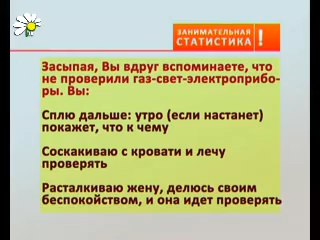 ЗАНИМАТЕЛЬНАЯ
СТАТИСТИКА !
Засыпая, Вы вдруг вспоминаете, что
не проверили газ-свет-электроприбо-
ры. Вы:
Сплю дальше: утро (если настанет)
покажет, что к чему
Соскакиваю с кровати и лечу
проверять
Расталкиваю жену, делюсь своим
беспокойством, и она идет проверять